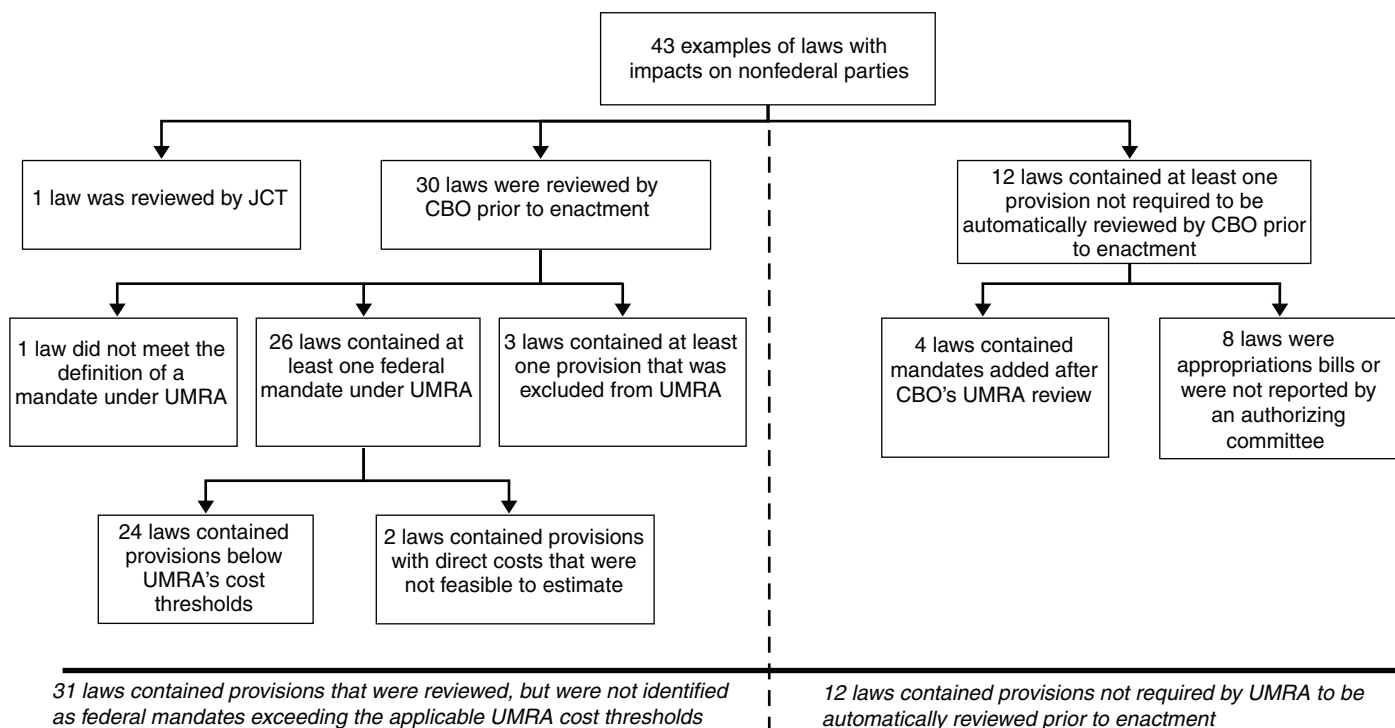 43 examples of laws with
impacts on nonfederal parties
1 law was reviewed by JCT
30 laws were reviewed by
CBO prior to enactment
12 laws contained at least one
provision not required to be
automatically reviewed by CBO prior
to enactment
1 law did not meet the
definition of a
mandate under UMRA
26 laws contained at
least one federal
mandate under UMRA
3 laws contained at least
one provision that was
excluded from UMRA
4 laws contained
mandates added after
CBO's UMRA review
8 laws were
appropriations bills or
were not reported by
an authorizing
committee
24 laws contained
provisions below
UMRA's cost
thresholds
2 laws contained provisions
with direct costs that were
not feasible to estimate
31 laws contained provisions that were reviewed, but were not identified
as federal mandates exceeding the applicable UMRA cost thresholds
12 laws contained provisions not required by UMRA to be
automatically reviewed prior to enactment